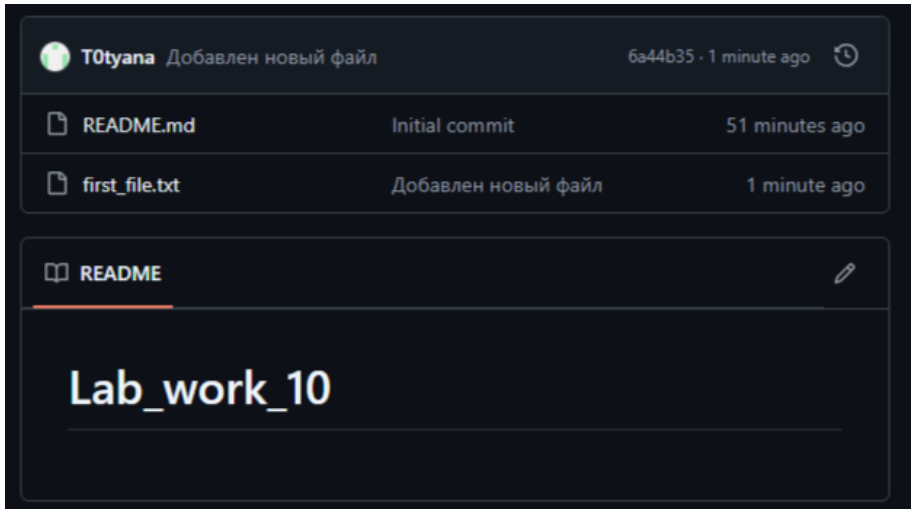 T0tyana Добавлен новый файл 6a44b35 · 1 minute ago
README.md Initial commit 51 minutes ago
first_file.txt Добавлен новый файл 1 minute ago
README
Lab_work_10